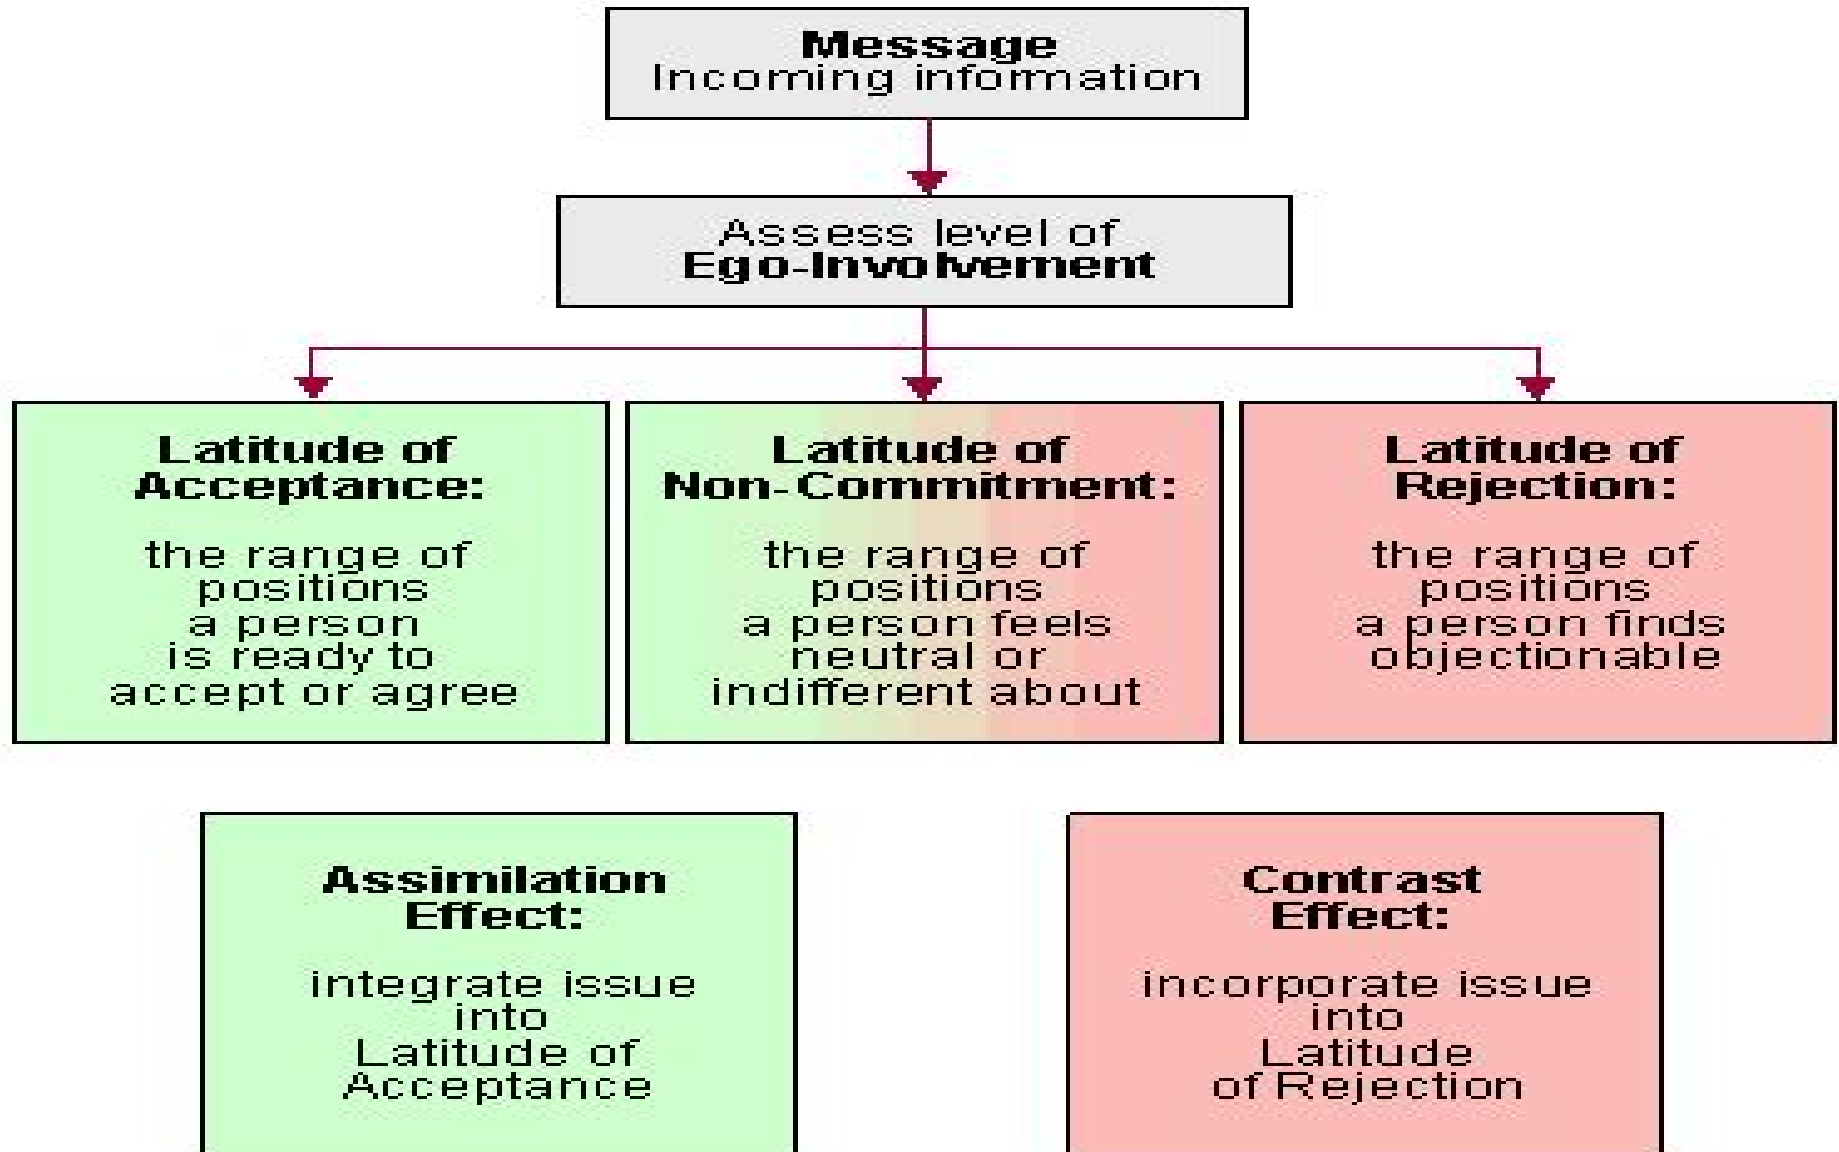 Message
Incoming information
Assess level of
Ego-Involvement
Latitude of
Acceptance:
the range of
positions
a person
is ready to
accept or agree
Latitude of
Non-Commitment:
the range of
positions
a person feels
neutral or
indifferent about
Latitude of
Rejection:
the range of
positions
a person finds
objectionable
Assimilation
Effect:
integrate issue
into
Latitude of
Acceptance
Contrast
Effect:
incorporate issue
into
Latitude
of Rejection